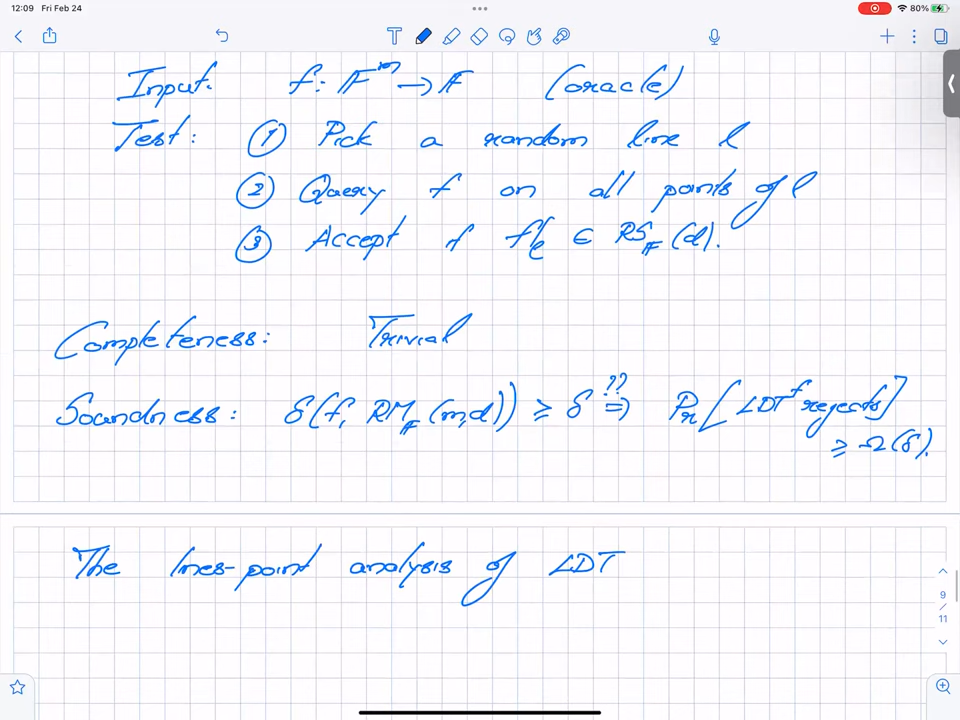 12:09 Fri Feb 24
80%
Input: f: F^m → F (oracle)
Test: ① Pick a random line l
② Query f on all points of l
③ Accept if f|_l ∈ RS_F(d).
Completeness: Trivial
Soundness: δ(f, RM_F(m,d)) ≥ δ ??⇒ Pr[LDT^f rejects]
≥ Ω(δ).
The lines-point analysis of LDT
9
/
11